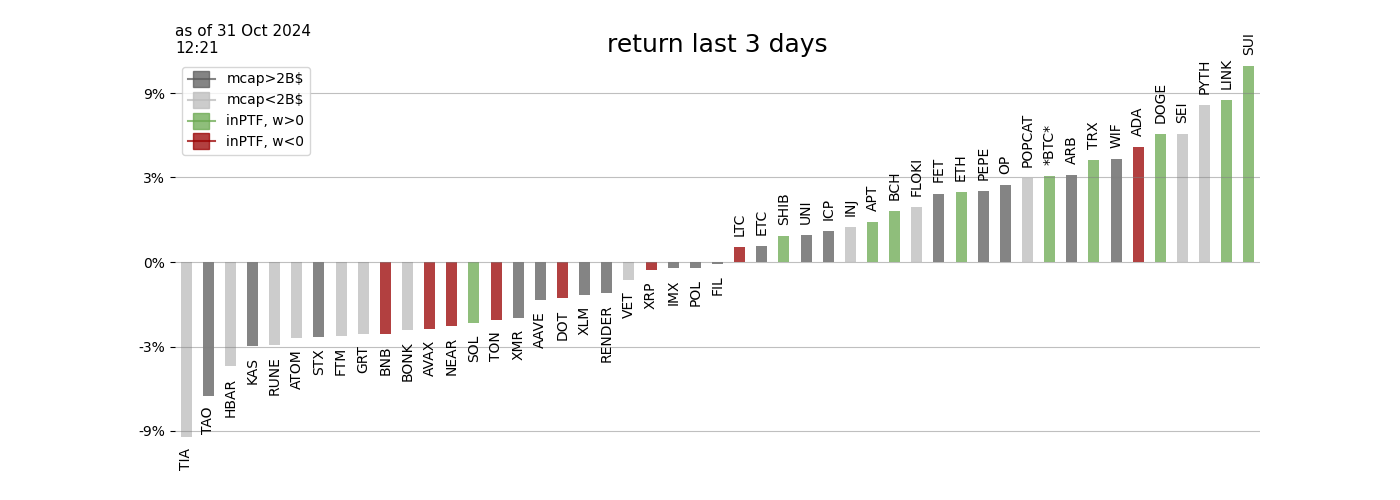 as of 31 Oct 2024
12:21
return last 3 days
mcap>2B$
mcap<2B$
inPTF, w>0
inPTF, w<0
9%
3%
0%
-3%
-9%
TIA
TAO
HBAR
KAS
RUNE
ATOM
STX
FTM
GRT
BNB
BONK
AVAX
NEAR
SOL
TON
XMR
AAVE
DOT
XLM
RENDER
VET
XRP
IMX
POL
FIL
LTC
ETC
SHIB
UNI
ICP
INJ
APT
BCH
FLOKI
FET
ETH
PEPE
OP
POPCAT
*BTC*
ARB
TRX
WIF
ADA
DOGE
SEI
PYTH
LINK
SUI